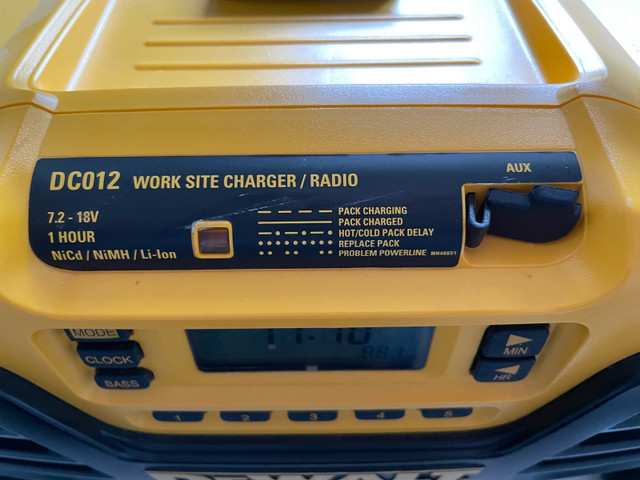 AUX
DC012 WORK SITE CHARGER / RADIO
7.2 - 18V
1 HOUR
NiCd / NiMH / Li-Ion
PACK CHARGING
PACK CHARGED
HOT/COLD PACK DELAY
REPLACE PACK
PROBLEM POWERLINE
MODE
CLOCK
BASS
MIN
HR
1 2 3 4 5
DEWALT